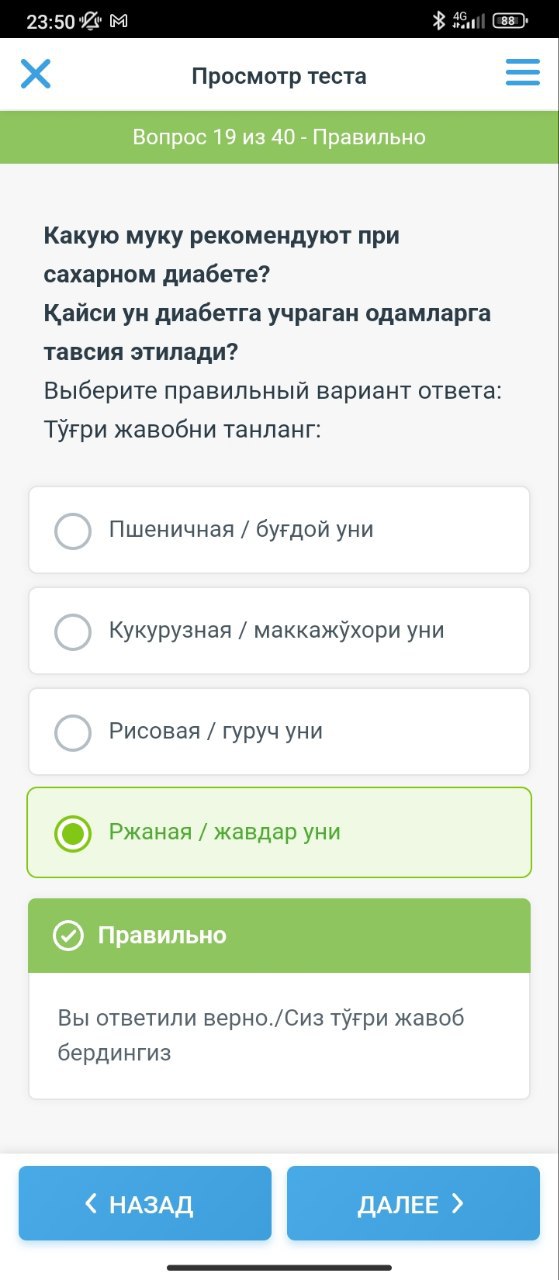 23:50
4G
88
Просмотр теста
Вопрос 19 из 40 - Правильно
Какую муку рекомендуют при
сахарном диабете?
Қайси ун диабетга учраган одамларга
тавсия этилади?
Выберите правильный вариант ответа:
Тўғри жавобни танланг:
Пшеничная / буғдой уни
Кукурузная / маккажўхори уни
Рисовая / гуруч уни
Ржаная / жавдар уни
Правильно
Вы ответили верно./Сиз тўғри жавоб
бердингиз
НАЗАД
ДАЛЕЕ